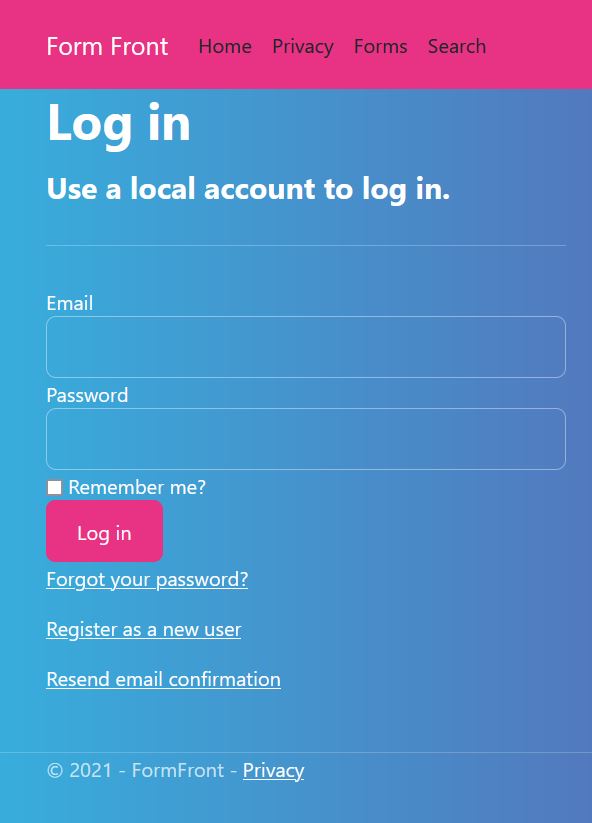 Form Front Home Privacy Forms Search
Log in
Use a local account to log in.
Email
Password
Remember me?
Log in
Forgot your password?
Register as a new user
Resend email confirmation
© 2021 - FormFront - Privacy